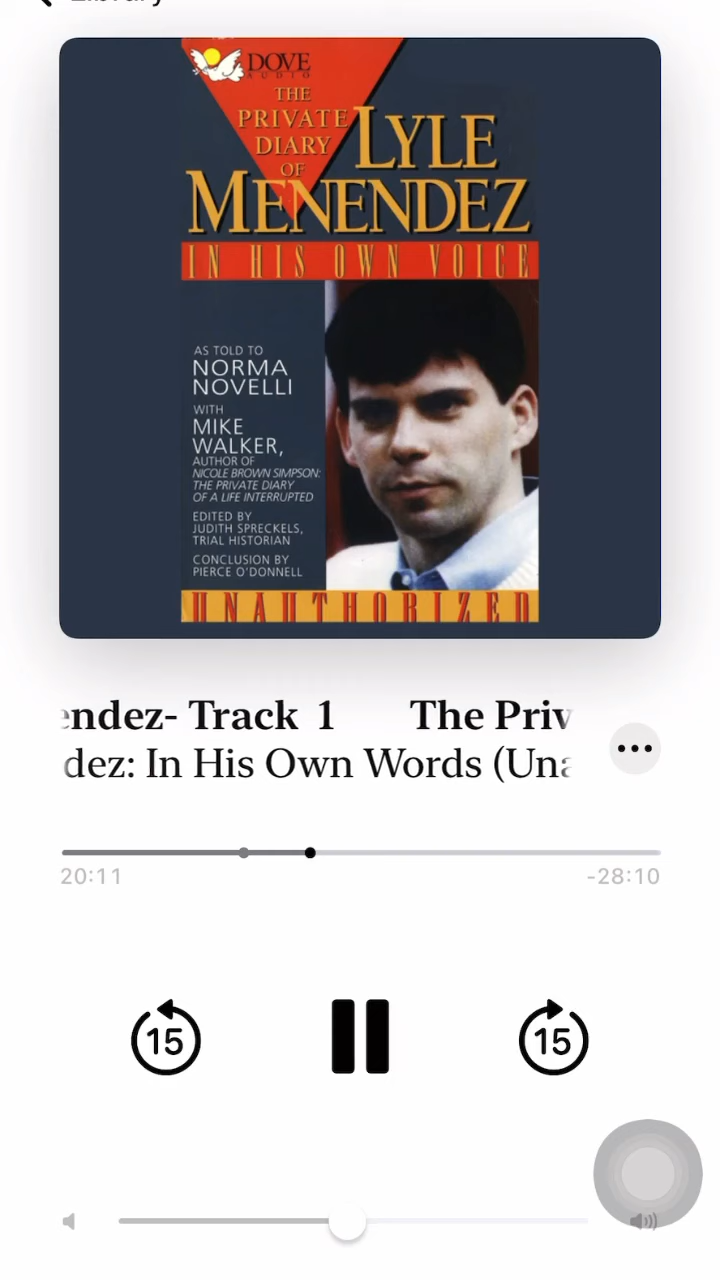 Library
DOVE
AUDIO
THE
PRIVATE
DIARY
OF
LYLE
MENENDEZ
IN HIS OWN VOICE
AS TOLD TO
NORMA
NOVELLI
WITH
MIKE
WALKER,
AUTHOR OF
NICOLE BROWN SIMPSON:
THE PRIVATE DIARY
OF A LIFE INTERRUPTED
EDITED BY
JUDITH SPRECKELS,
TRIAL HISTORIAN
CONCLUSION BY
PIERCE O'DONNELL
UNAUTHORIZED
endez- Track 1 The Priv
dez: In His Own Words (Una
20:11 -28:10
15 15